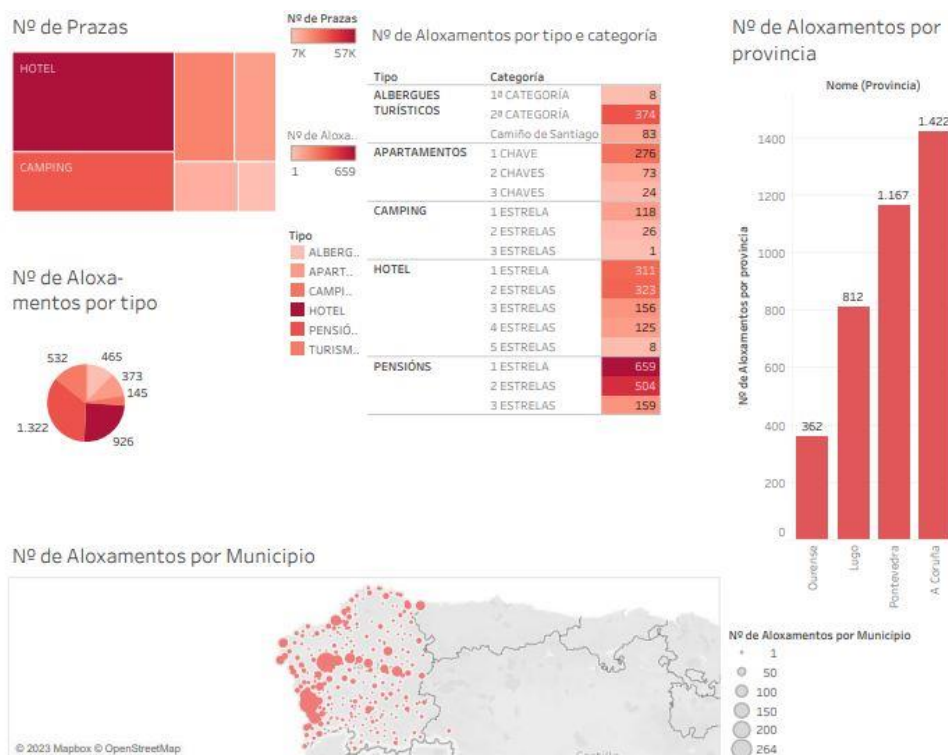 Nº de Prazas
HOTEL
CAMPING
Nº de Prazas
7K 57K
Nº de Aloxa..
1 659
Tipo
ALBERG..
APART..
CAMPI..
HOTEL
PENSIÓ..
TURISM..
Nº de Aloxa-
mentos por tipo
532
465
373
145
1.322
926
Nº de Aloxamentos por tipo e categoría
Tipo Categoría
ALBERGUES TURÍSTICOS 1ª CATEGORÍA 8
2ª CATEGORÍA 374
Camiño de Santiago 83
APARTAMENTOS 1 CHAVE 276
2 CHAVES 73
3 CHAVES 24
CAMPING 1 ESTRELA 118
2 ESTRELAS 26
3 ESTRELAS 1
HOTEL 1 ESTRELA 311
2 ESTRELAS 323
3 ESTRELAS 156
4 ESTRELAS 125
5 ESTRELAS 8
PENSIÓNS 1 ESTRELA 659
2 ESTRELAS 504
3 ESTRELAS 159
Nº de Aloxamentos por
provincia
Nome (Provincia)
Nº de Aloxamentos por provincia
1400
1200
1000
800
600
400
200
0
362
812
1.167
1.422
Ourense
Lugo
Pontevedra
A Coruña
Nº de Aloxamentos por Municipio
© 2023 Mapbox © OpenStreetMap
Nº de Aloxamentos por Municipio
1
50
100
150
200
264